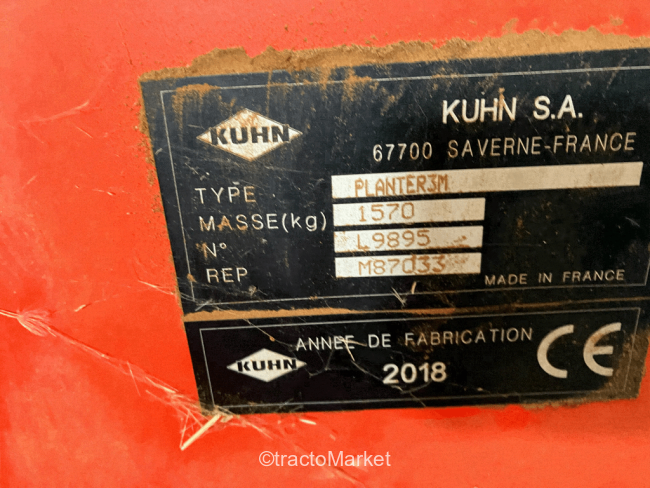 KUHN
KUHN S.A.
67700 SAVERNE-FRANCE
TYPE PLANTER3M
MASSE(kg) 1570
N° L9895
REP M87033
MADE IN FRANCE
KUHN
ANNEE DE FABRICATION
2018
CE
©tractoMarket